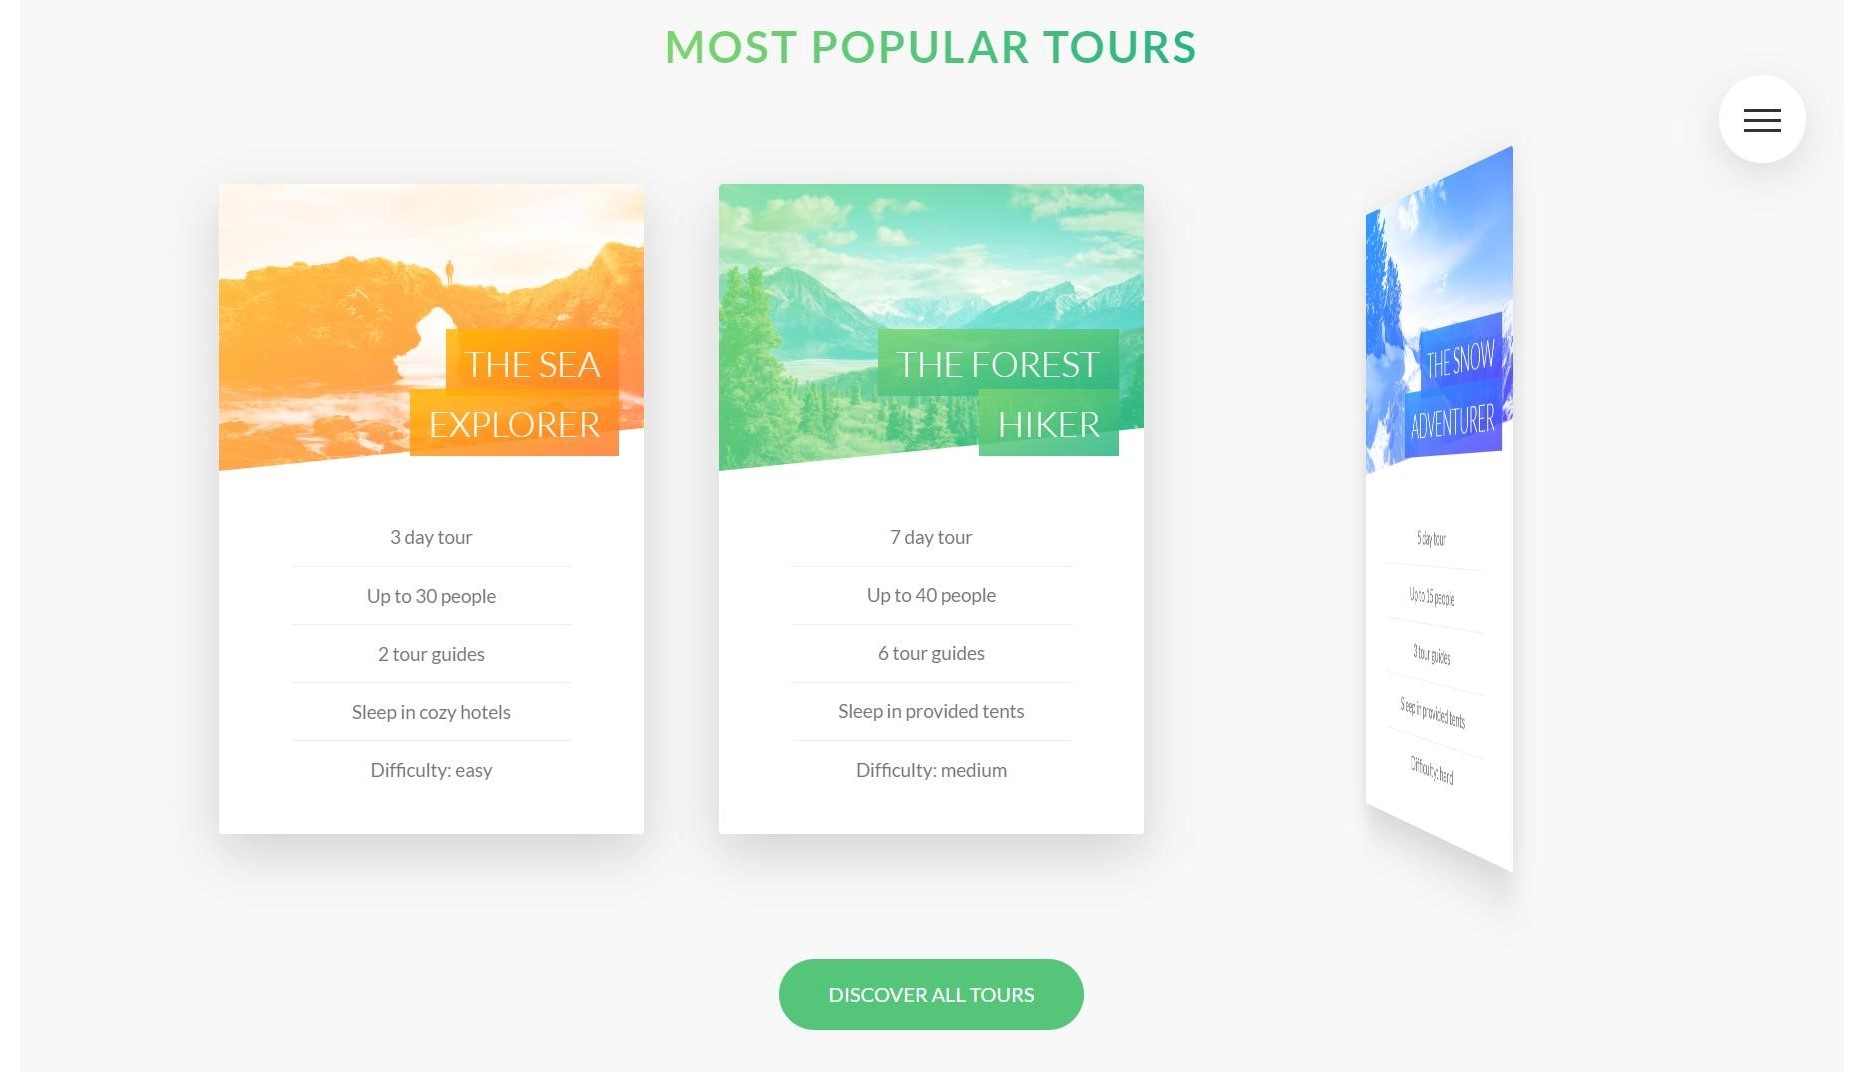 MOST POPULAR TOURS
THE SEA
EXPLORER
3 day tour
Up to 30 people
2 tour guides
Sleep in cozy hotels
Difficulty: easy
THE FOREST
HIKER
7 day tour
Up to 40 people
6 tour guides
Sleep in provided tents
Difficulty: medium
THE SNOW
ADVENTURER
5 day tour
Up to 15 people
3 tour guides
Sleep in provided tents
Difficulty: hard
DISCOVER ALL TOURS